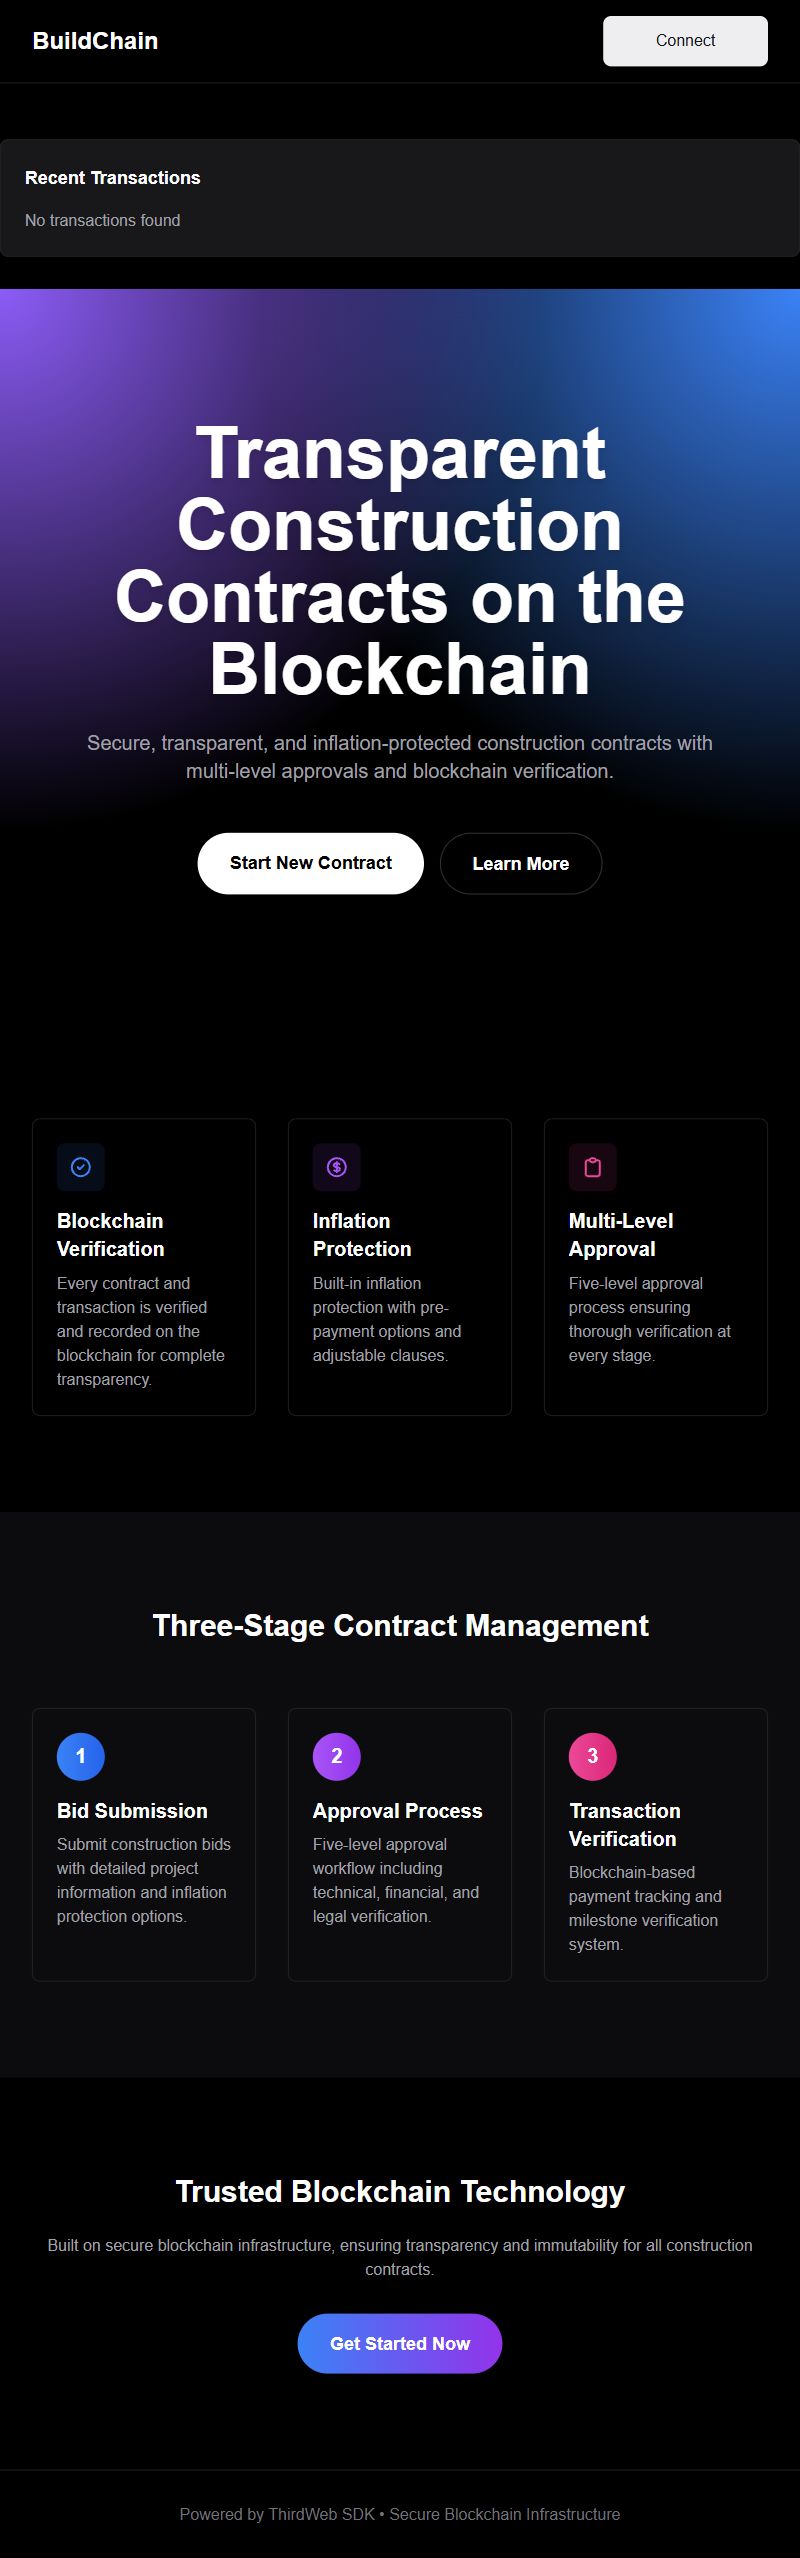 BuildChain
Connect
Recent Transactions
No transactions found
Transparent
Construction
Contracts on the
Blockchain
Secure, transparent, and inflation-protected construction contracts with
multi-level approvals and blockchain verification.
Start New Contract
Learn More
Blockchain
Verification
Every contract and
transaction is verified
and recorded on the
blockchain for complete
transparency.
Inflation
Protection
Built-in inflation
protection with pre-
payment options and
adjustable clauses.
Multi-Level
Approval
Five-level approval
process ensuring
thorough verification at
every stage.
Three-Stage Contract Management
1
Bid Submission
Submit construction bids
with detailed project
information and inflation
protection options.
2
Approval Process
Five-level approval
workflow including
technical, financial, and
legal verification.
3
Transaction
Verification
Blockchain-based
payment tracking and
milestone verification
system.
Trusted Blockchain Technology
Built on secure blockchain infrastructure, ensuring transparency and immutability for all construction
contracts.
Get Started Now
Powered by ThirdWeb SDK • Secure Blockchain Infrastructure